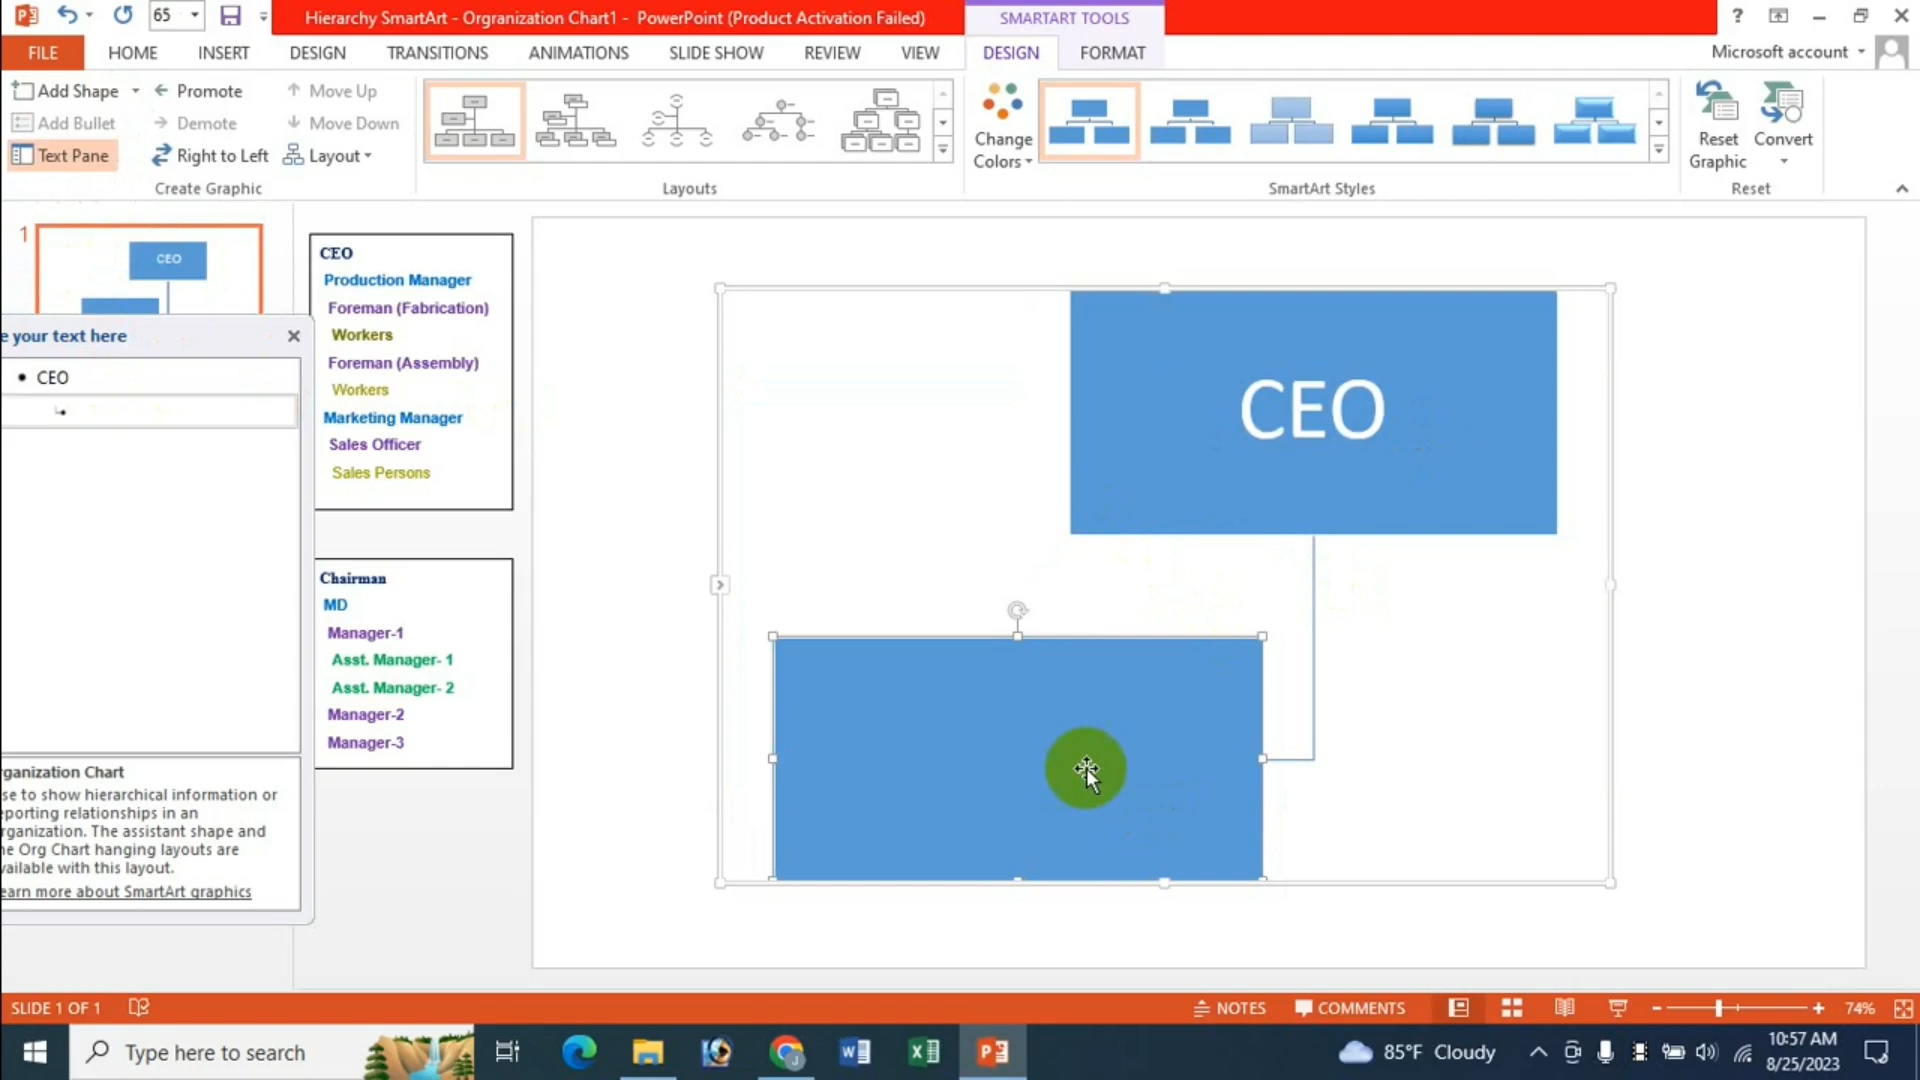 65
Hierarchy SmartArt - Orgranization Chart1 - PowerPoint (Product Activation Failed)
SMARTART TOOLS
?
FILE
HOME
INSERT
DESIGN
TRANSITIONS
ANIMATIONS
SLIDE SHOW
REVIEW
VIEW
DESIGN
FORMAT
Microsoft account
Add Shape
Promote
Move Up
Add Bullet
Demote
Move Down
Text Pane
Right to Left
Layout
Create Graphic
Layouts
Change
Colors
SmartArt Styles
Reset
Graphic
Convert
Reset
1
CEO
e your text here
CEO
rganization Chart
se to show hierarchical information or
eporting relationships in an
rganization. The assistant shape and
he Org Chart hanging layouts are
vailable with this layout.
earn more about SmartArt graphics
CEO
Production Manager
Foreman (Fabrication)
Workers
Foreman (Assembly)
Workers
Marketing Manager
Sales Officer
Sales Persons
Chairman
MD
Manager-1
Asst. Manager- 1
Asst. Manager- 2
Manager-2
Manager-3
CEO
SLIDE 1 OF 1
NOTES
COMMENTS
74%
Type here to search
85°F Cloudy
10:57 AM
8/25/2023